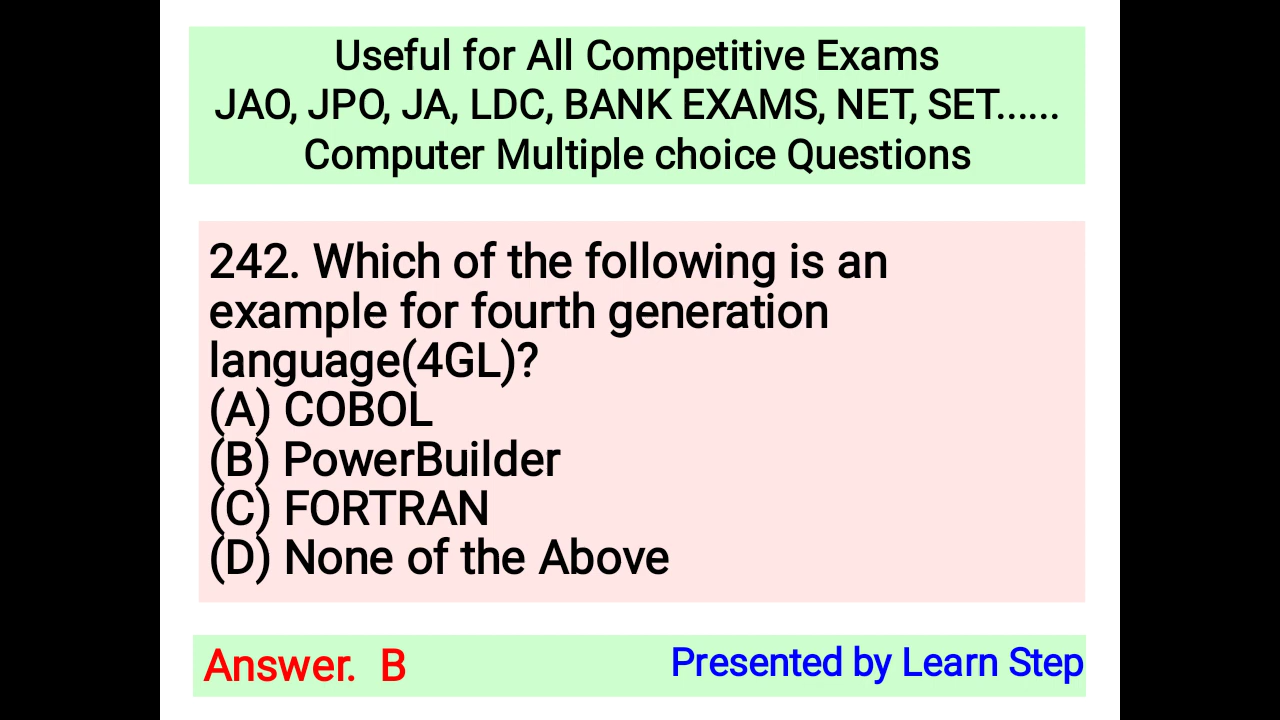 Useful for All Competitive Exams
JAO, JPO, JA, LDC, BANK EXAMS, NET, SET......
Computer Multiple choice Questions
242. Which of the following is an
example for fourth generation
language(4GL)?
(A) COBOL
(B) PowerBuilder
(C) FORTRAN
(D) None of the Above
Answer.  B
Presented by Learn Step